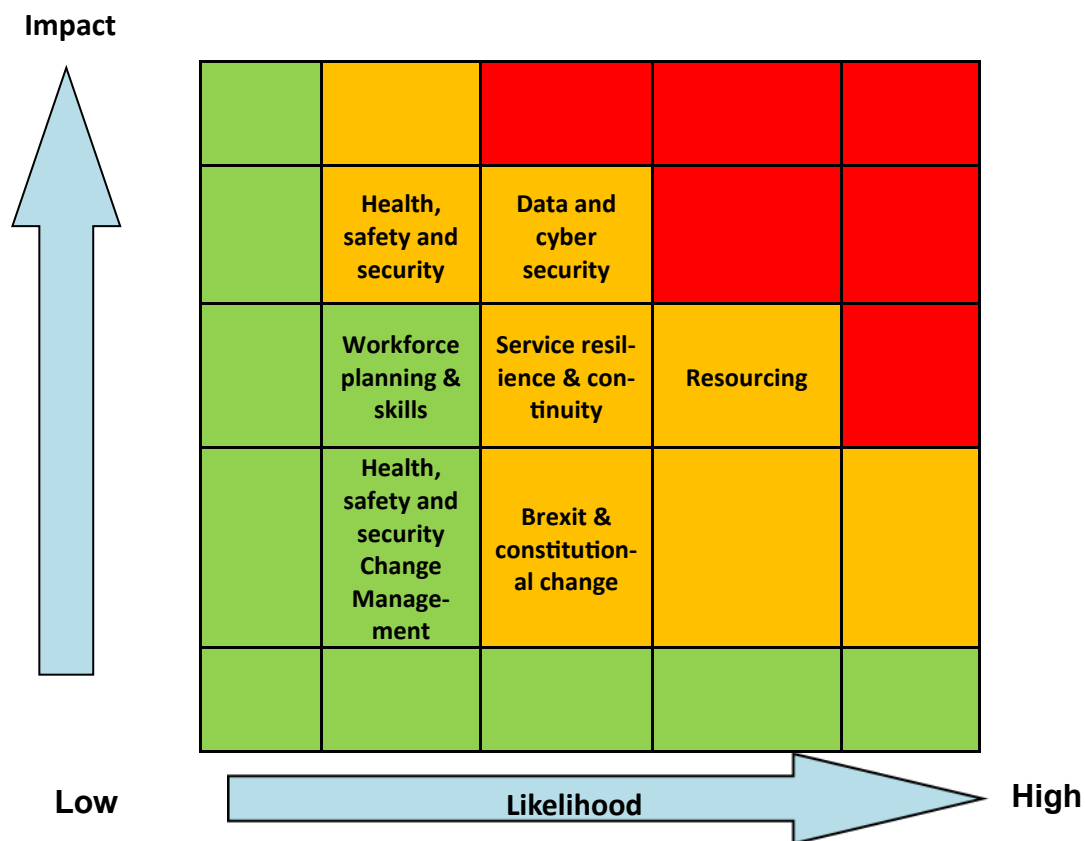 Impact
Health,
safety and
security
Data and
cyber
security
Workforce
planning &
skills
Service resil-
ience & con-
tinuity
Resourcing
Health,
safety and
security
Change
Manage-
ment
Brexit &
constitution-
al change
Low
Likelihood
High